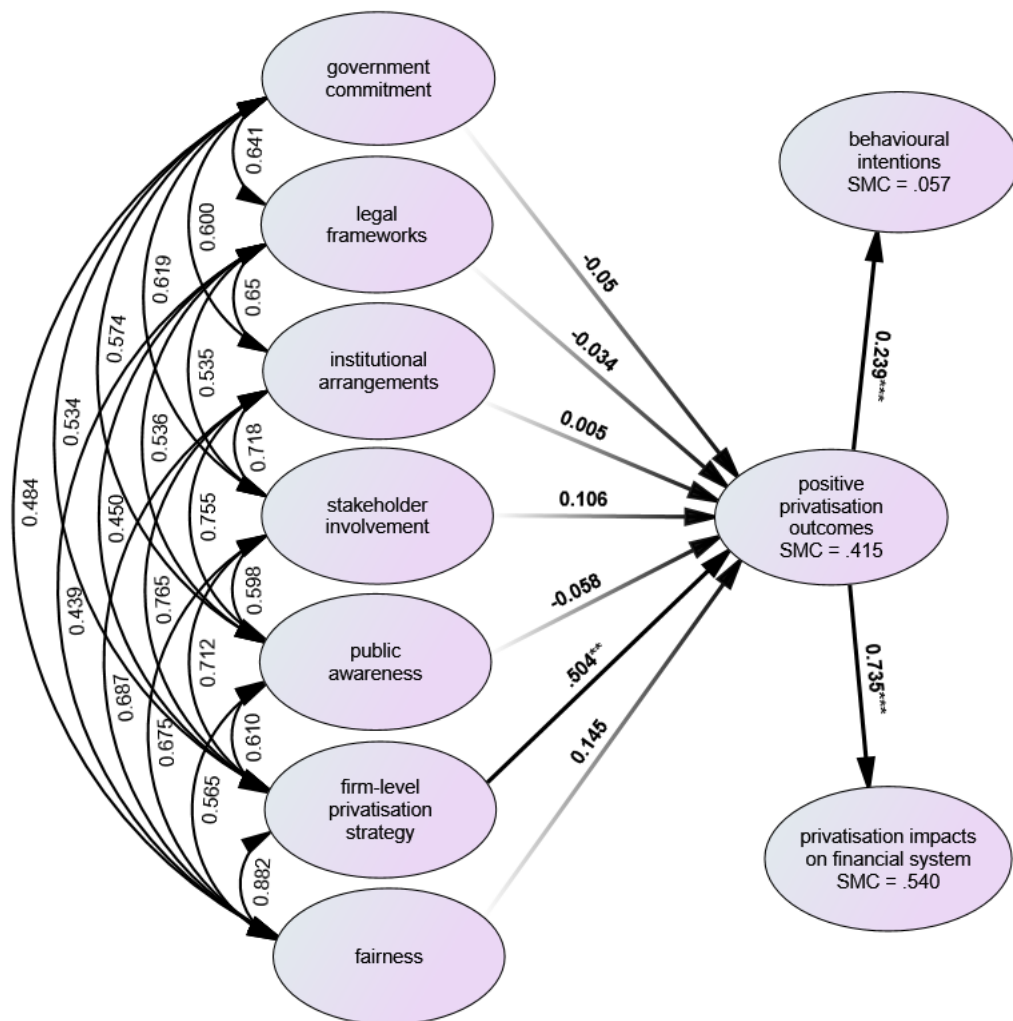 government
commitment
legal
frameworks
institutional
arrangements
stakeholder
involvement
public
awareness
firm-level
privatisation
strategy
fairness
0.641
0.600
0.619
0.574
0.534
0.484
0.65
0.535
0.536
0.450
0.439
0.718
0.755
0.765
0.687
0.598
0.712
0.675
0.610
0.565
0.882
-0.05
-0.034
0.005
0.106
-0.058
.504**
0.145
positive
privatisation
outcomes
SMC = .415
0.239***
0.735***
behavioural
intentions
SMC = .057
privatisation impacts
on financial system
SMC = .540